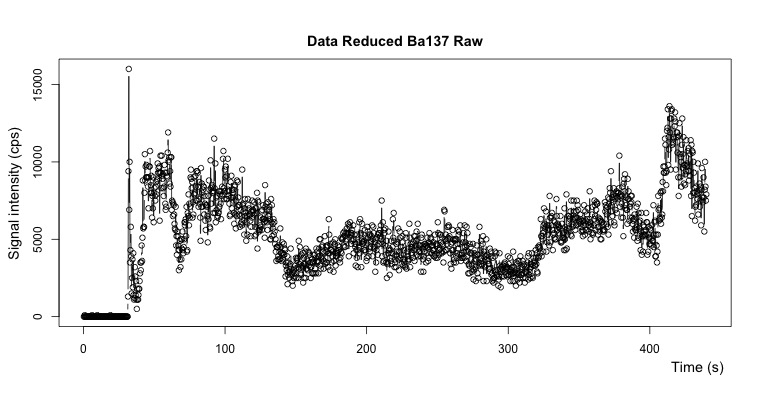 Data Reduced Ba137 Raw
Signal intensity (cps)
15000
10000
5000
0
0 100 200 300 400
Time (s)